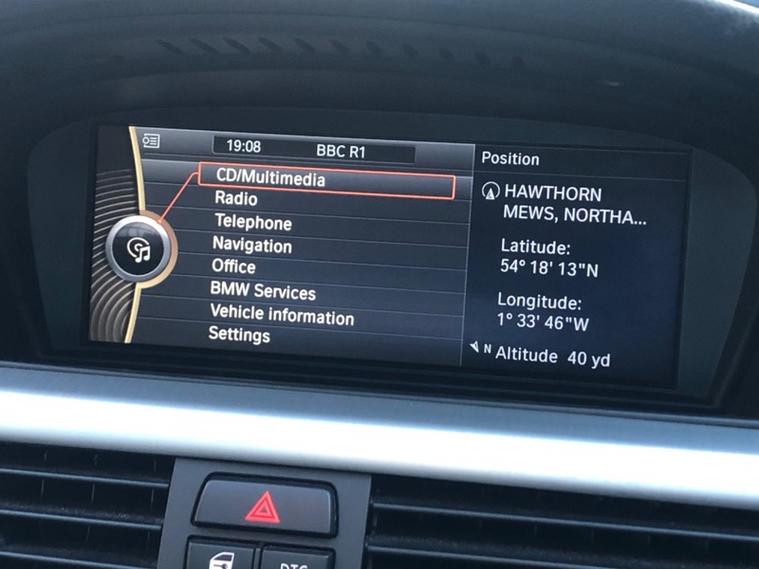 19:08 BBC R1
CD/Multimedia
Radio
Telephone
Navigation
Office
BMW Services
Vehicle information
Settings
Position
HAWTHORN
MEWS, NORTHA...
Latitude:
54° 18' 13"N
Longitude:
1° 33' 46"W
N Altitude 40 yd
DTC